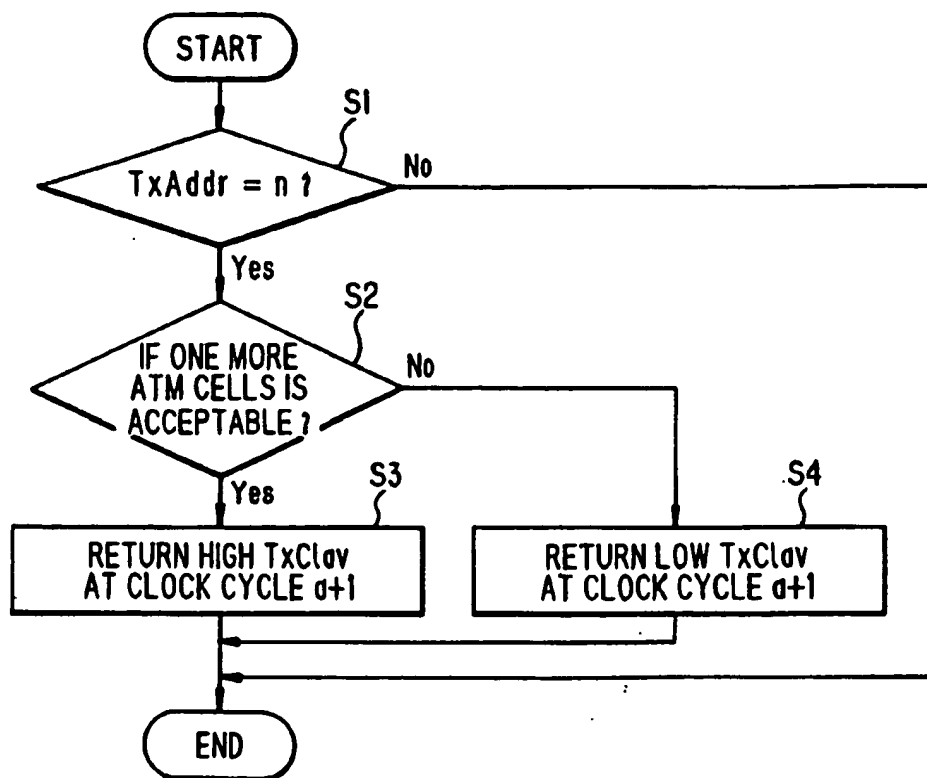 START
S1
TxAddr = n ?
No
Yes
S2
IF ONE MORE
ATM CELLS IS
ACCEPTABLE ?
No
Yes
S3
RETURN HIGH TxClav
AT CLOCK CYCLE a+1
S4
RETURN LOW TxClav
AT CLOCK CYCLE a+1
END